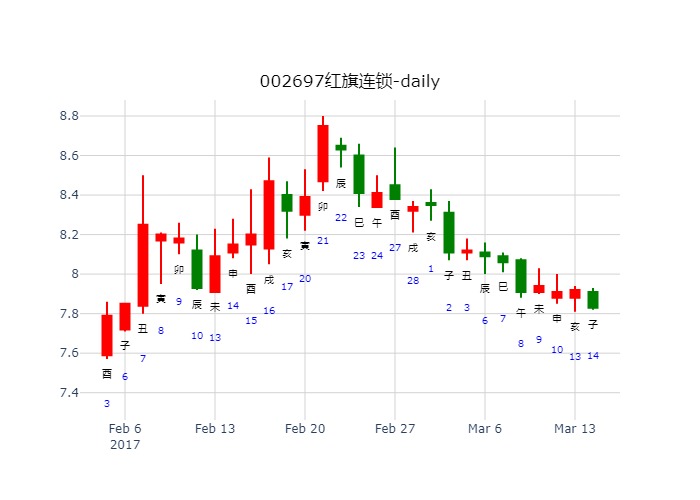 002697红旗连锁-daily
8.8
8.6
8.4
8.2
8
7.8
7.6
7.4
酉
3
子
6
丑
7
寅
8
卯
9
辰
10
未
13
申
14
酉
15
戌
16
亥
17
寅
20
卯
21
辰
22
巳
23
午
24
酉
27
戌
28
亥
1
子
2
丑
3
辰
6
巳
7
午
8
未
9
申
10
亥
13
子
14
Feb 6
2017
Feb 13
Feb 20
Feb 27
Mar 6
Mar 13